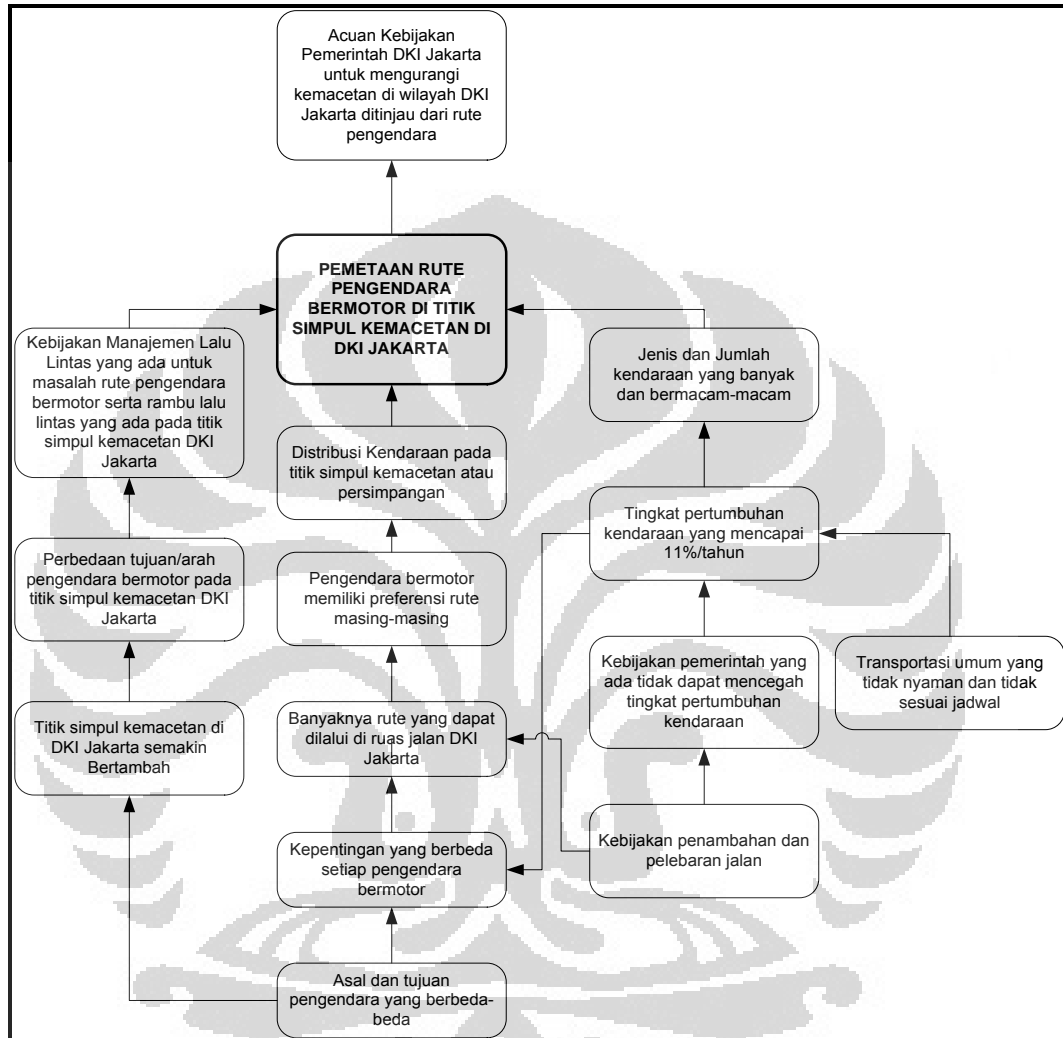 Acuan Kebijakan
Pemerintah DKI Jakarta
untuk mengurangi
kemacetan di wilayah DKI
Jakarta ditinjau dari rute
pengendara
PEMETAAN RUTE
PENGENDARA
BERMOTOR DI TITIK
SIMPUL KEMACETAN DI
DKI JAKARTA
Kebijakan Manajemen Lalu
Lintas yang ada untuk
masalah rute pengendara
bermotor serta rambu lalu
lintas yang ada pada titik
simpul kemacetan DKI
Jakarta
Jenis dan Jumlah
kendaraan yang banyak
dan bermacam-macam
Distribusi Kendaraan pada
titik simpul kemacetan atau
persimpangan
Tingkat pertumbuhan
kendaraan yang mencapai
11%/tahun
Perbedaan tujuan/arah
pengendara bermotor pada
titik simpul kemacetan DKI
Jakarta
Pengendara bermotor
memiliki preferensi rute
masing-masing
Kebijakan pemerintah yang
ada tidak dapat mencegah
tingkat pertumbuhan
kendaraan
Transportasi umum yang
tidak nyaman dan tidak
sesuai jadwal
Titik simpul kemacetan di
DKI Jakarta semakin
Bertambah
Banyaknya rute yang dapat
dilalui di ruas jalan DKI
Jakarta
Kepentingan yang berbeda
setiap pengendara
bermotor
Kebijakan penambahan dan
pelebaran jalan
Asal dan tujuan
pengendara yang berbeda-
beda